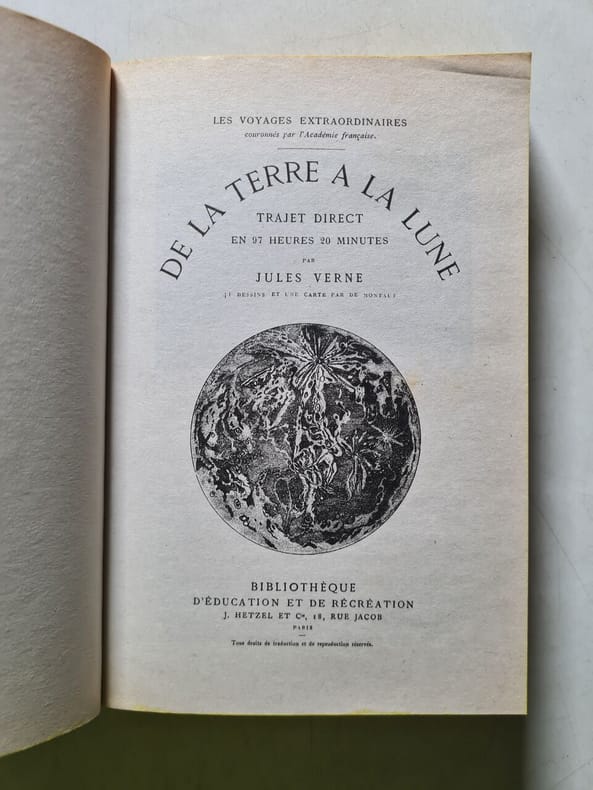 LES VOYAGES EXTRAORDINAIRES
couronnés par l'Académie française.
DE LA TERRE A LA LUNE
TRAJET DIRECT
EN 97 HEURES 20 MINUTES
PAR
JULES VERNE
41 DESSINS ET UNE CARTE PAR DE MONTAUT
BIBLIOTHÈQUE
D'ÉDUCATION ET DE RÉCRÉATION
J. HETZEL ET Cie, 18, RUE JACOB
PARIS
Tous droits de traduction et de reproduction réservés.